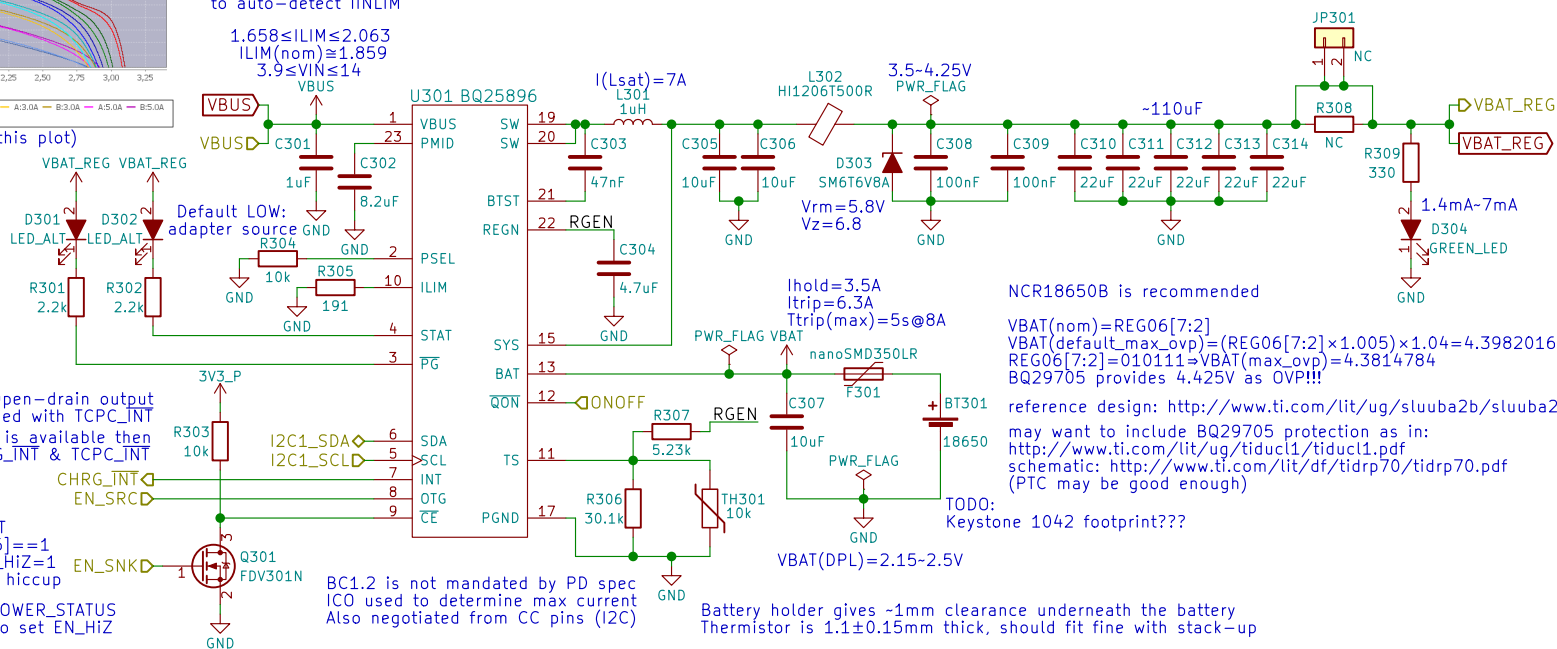 to auto-detect IINLIM
1.658≤ILIM≤2.063
ILIM(nom)≅1.859
3.9≤VIN≤14
2,25 2,50 2,75 3,00 3,25
A:3.0A B:3.0A A:5.0A B:5.0A
this plot)
VBUS
VBUS
VBUS
C301
1uF
GND
C302
8.2uF
GND
VBAT_REG VBAT_REG
D301
LED_ALT
2
1
D302
LED_ALT
2
1
R301
2.2k
R302
2.2k
Default LOW:
adapter source
R304
10k
GND
R305
191
GND
U301 BQ25896
1 VBUS
23 PMID
2 PSEL
10 ILIM
4 STAT
3 PG
6 SDA
5 SCL
7 INT
8 OTG
9 CE
SW 19
SW 20
BTST 21
REGN 22
SYS 15
BAT 13
QON 12
TS 11
PGND 17
I(Lsat)=7A
L301
1uH
C303
47nF
RGEN
C304
4.7uF
GND
C305
10uF
C306
10uF
GND
L302
HI1206T500R
3.5~4.25V
PWR_FLAG
D303
SM6T6V8A
Vrm=5.8V
Vz=6.8
C308
100nF
GND
C309
100nF
~110uF
C310
22uF
C311
22uF
C312
22uF
C313
22uF
C314
22uF
GND
JP301
NC
1
2
R308
NC
VBAT_REG
VBAT_REG
R309
330
1.4mA~7mA
2
1
D304
GREEN_LED
GND
Ihold=3.5A
Itrip=6.3A
Ttrip(max)=5s@8A
PWR_FLAG VBAT
nanoSMD350LR
F301
C307
10uF
BT301
18650
+
PWR_FLAG
GND
VBAT(DPL)=2.15~2.5V
ONOFF
R307
5.23k
RGEN
R306
30.1k
TH301
10k
GND
NCR18650B is recommended
VBAT(nom)=REG06[7:2]
VBAT(default_max_ovp)=(REG06[7:2]×1.005)×1.04=4.3982016
REG06[7:2]=010111⇒VBAT(max_ovp)=4.3814784
BQ29705 provides 4.425V as OVP!!!
reference design: http://www.ti.com/lit/ug/sluuba2b/sluuba2
may want to include BQ29705 protection as in:
http://www.ti.com/lit/ug/tiducl1/tiducl1.pdf
schematic: http://www.ti.com/lit/df/tidrp70/tidrp70.pdf
(PTC may be good enough)
TODO:
Keystone 1042 footprint???
3V3_P
R303
10k
pen-drain output
ed with TCPC_INT
is available then
G_INT & TCPC_INT
I2C1_SDA
I2C1_SCL
CHRG_INT
EN_SRC
EN_SNK
Q301
FDV301N
1
2
3
GND
T
]==1
_HiZ=1
hiccup
OWER_STATUS
o set EN_HiZ
BC1.2 is not mandated by PD spec
ICO used to determine max current
Also negotiated from CC pins (I2C)
Battery holder gives ~1mm clearance underneath the battery
Thermistor is 1.1±0.15mm thick, should fit fine with stack-up